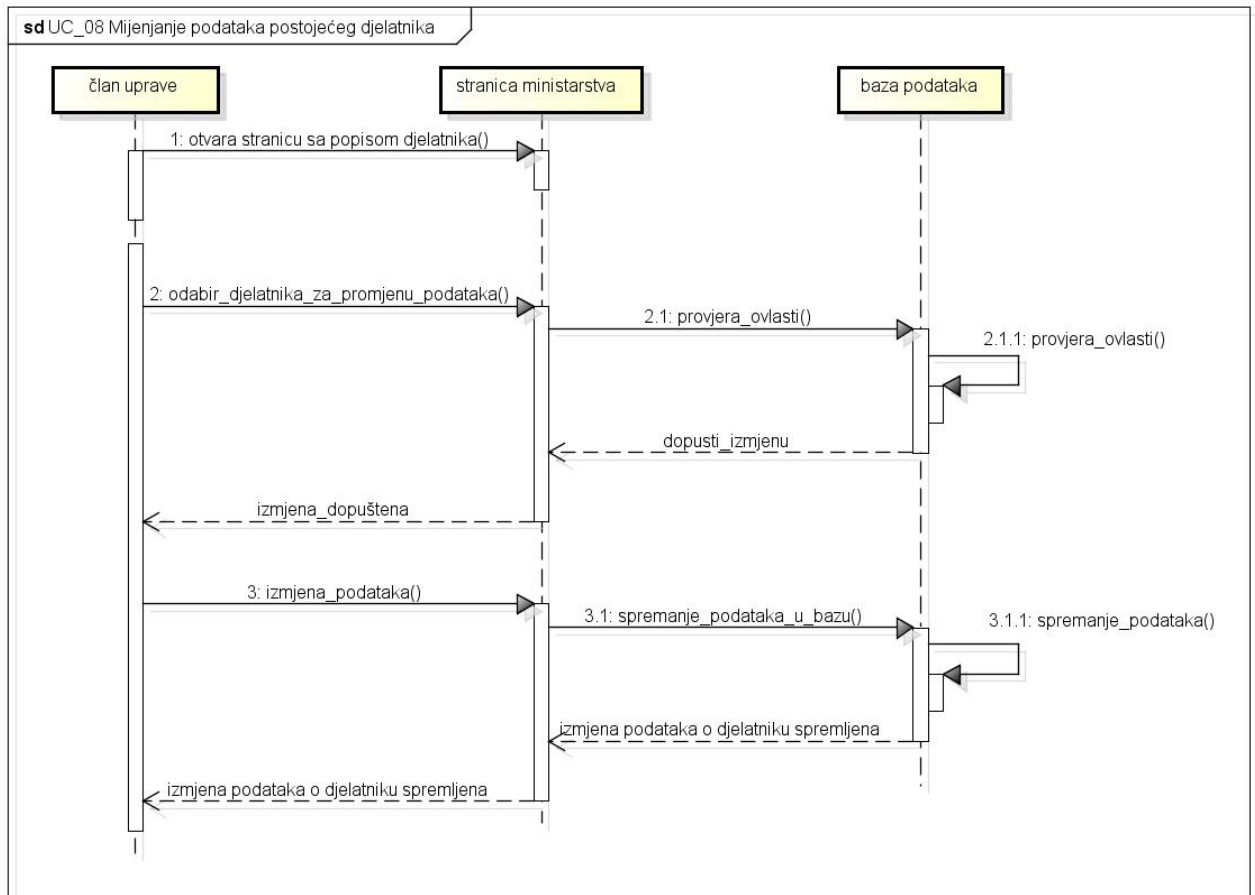 sd UC_08 Mijenjanje podataka postojećeg djelatnika
član uprave
stranica ministarstva
baza podataka
1: otvara stranicu sa popisom djelatnika()
2: odabir_djelatnika_za_promjenu_podataka()
2.1: provjera_ovlasti()
2.1.1: provjera_ovlasti()
dopusti_izmjenu
izmjena_dopuštena
3: izmjena_podataka()
3.1: spremanje_podataka_u_bazu()
3.1.1: spremanje_podataka()
izmjena podataka o djelatniku spremljena
izmjena podataka o djelatniku spremljena